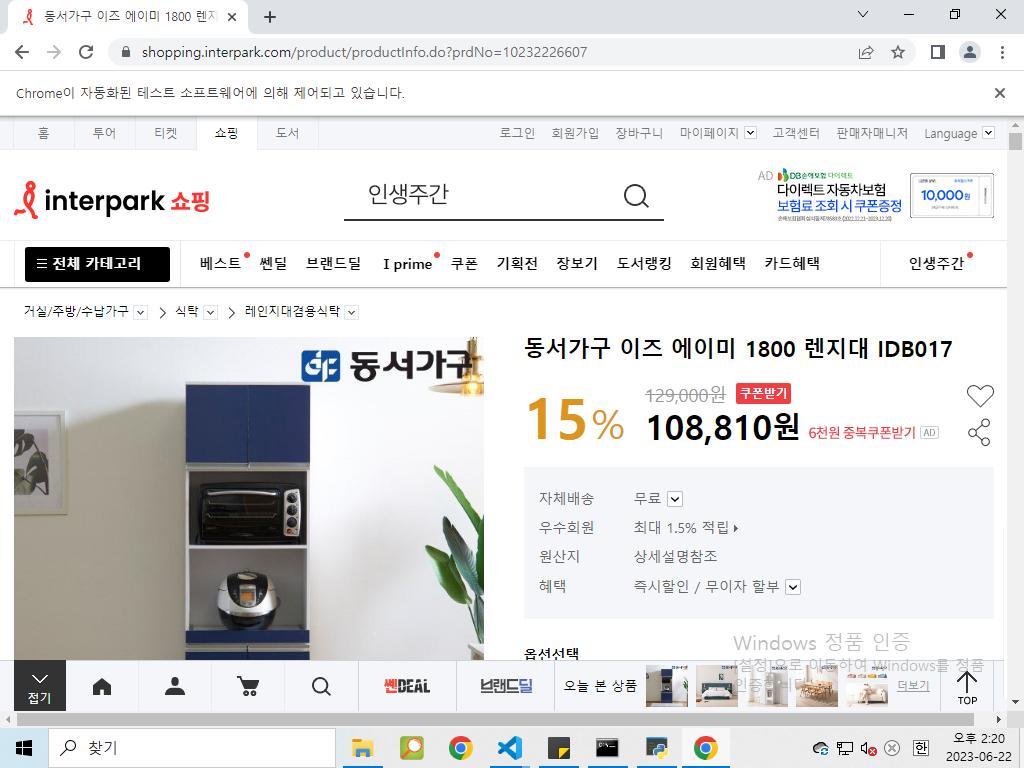 동서가구 이즈 에이미 1800 렌지
shopping.interpark.com/product/productInfo.do?prdNo=10232226607
Chrome이 자동화된 테스트 소프트웨어에 의해 제어되고 있습니다.
홈 투어 티켓 쇼핑 도서 로그인 회원가입 장바구니 마이페이지 고객센터 판매자매니저 Language
interpark 쇼핑
인생주간
AD DB손해보험 다이렉트
다이렉트 자동차보험
보험료 조회 시 쿠폰증정
10,000원
전체 카테고리 베스트 쎈딜 브랜드딜 I prime 쿠폰 기획전 장보기 도서랭킹 회원혜택 카드혜택 인생주간
거실/주방/수납가구 식탁 레인지대겸용식탁
동서가구
동서가구 이즈 에이미 1800 렌지대 IDB017
129,000원 쿠폰받기
15% 108,810원 6천원 중복쿠폰받기 AD
자체배송 무료
우수회원 최대 1.5% 적립
원산지 상세설명참조
혜택 즉시할인 / 무이자 할부
옵션선택
Windows 정품 인증
[설정]으로 이동하여 Windows를 정품
인증합니다
접기 쎈DEAL 브랜드딜 오늘 본 상품 더보기 TOP
찾기
한
오후 2:20
2023-06-22